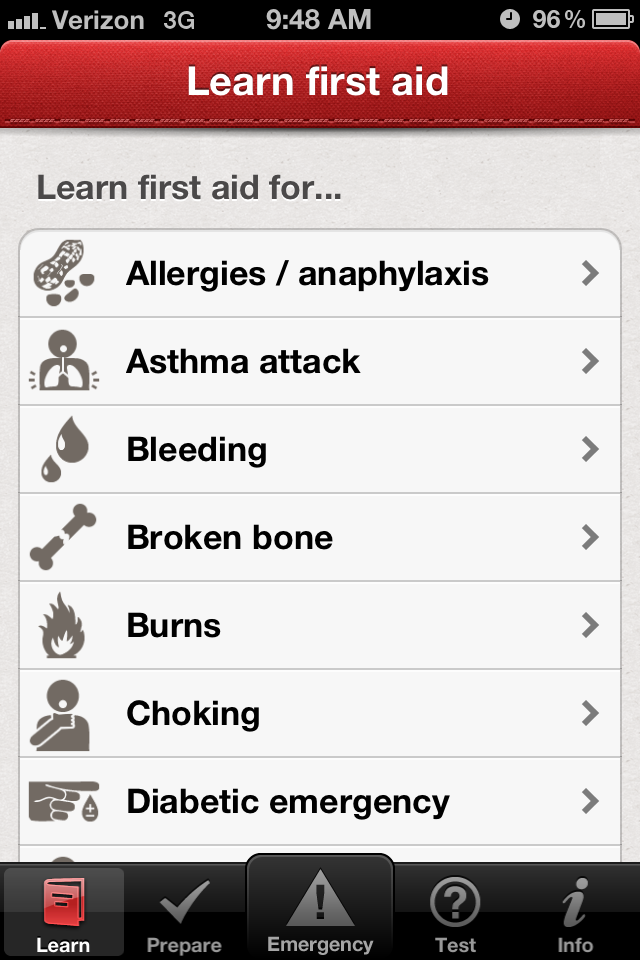 Verizon 3G 9:48 AM 96%
Learn first aid
Learn first aid for...
Allergies / anaphylaxis
Asthma attack
Bleeding
Broken bone
Burns
Choking
Diabetic emergency
Learn Prepare Emergency Test Info